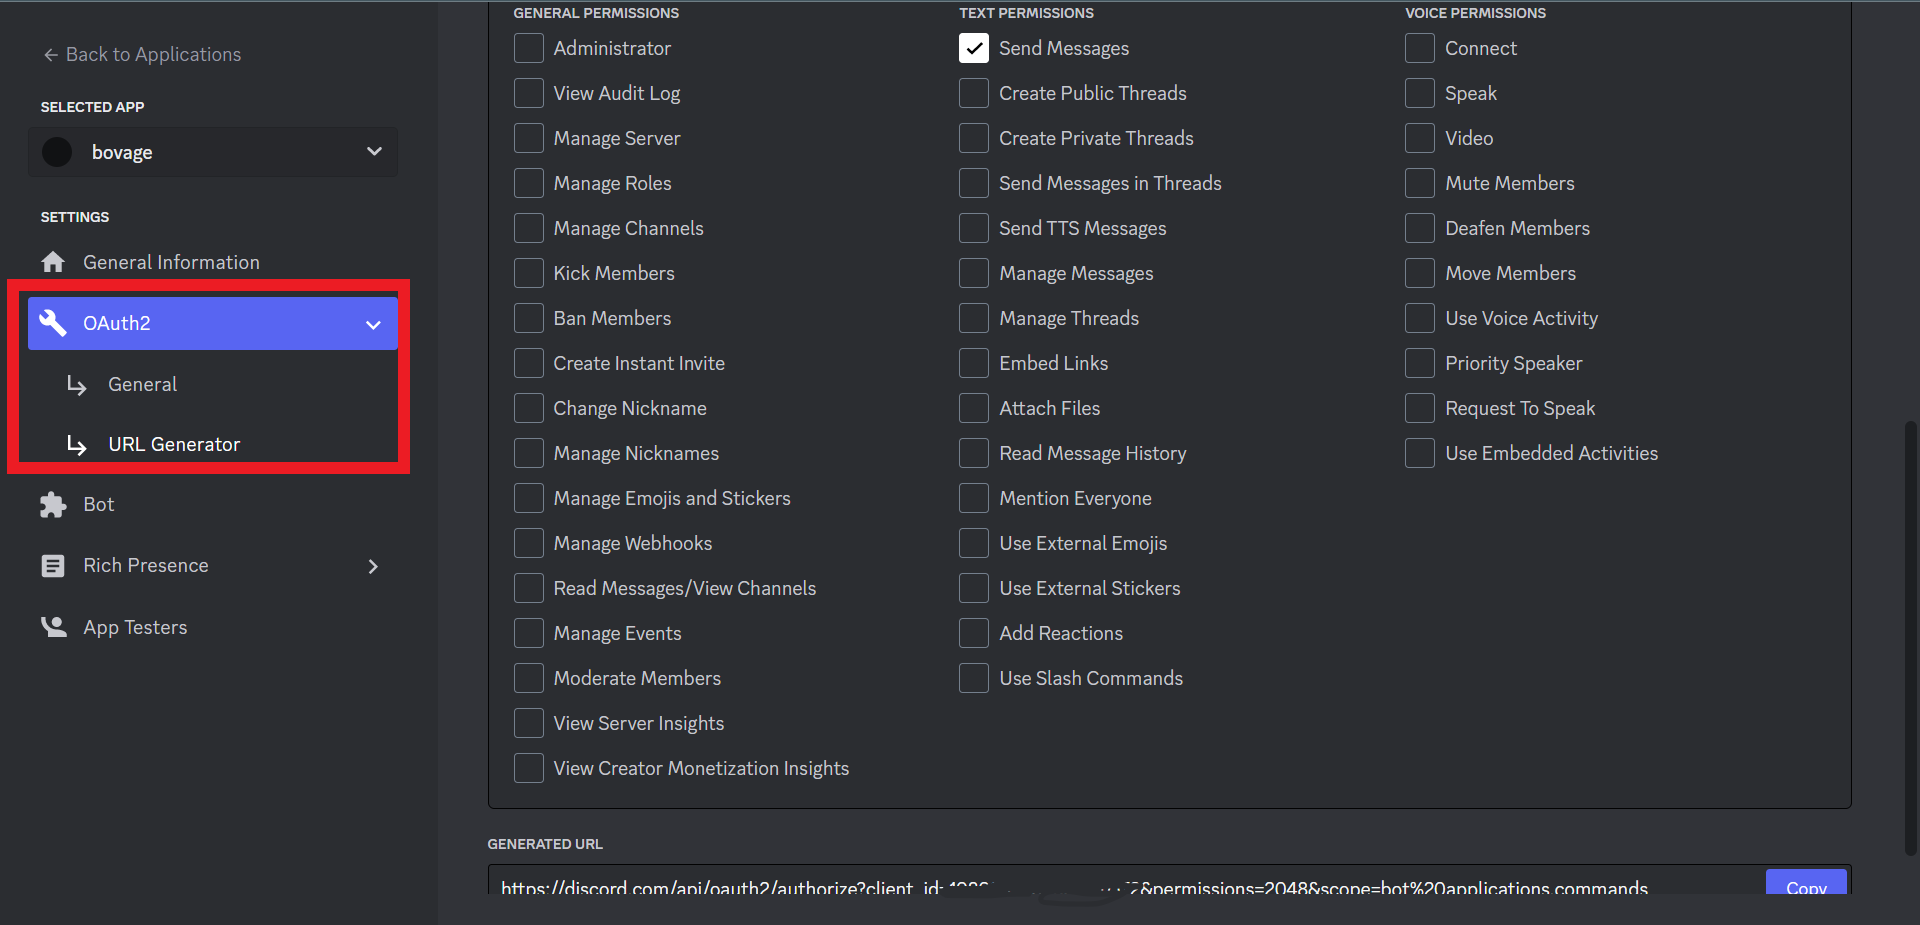 Back to Applications
SELECTED APP
bovage
SETTINGS
General Information
OAuth2
General
URL Generator
Bot
Rich Presence
App Testers
GENERAL PERMISSIONS
Administrator
View Audit Log
Manage Server
Manage Roles
Manage Channels
Kick Members
Ban Members
Create Instant Invite
Change Nickname
Manage Nicknames
Manage Emojis and Stickers
Manage Webhooks
Read Messages/View Channels
Manage Events
Moderate Members
View Server Insights
View Creator Monetization Insights
TEXT PERMISSIONS
Send Messages
Create Public Threads
Create Private Threads
Send Messages in Threads
Send TTS Messages
Manage Messages
Manage Threads
Embed Links
Attach Files
Read Message History
Mention Everyone
Use External Emojis
Use External Stickers
Add Reactions
Use Slash Commands
VOICE PERMISSIONS
Connect
Speak
Video
Mute Members
Deafen Members
Move Members
Use Voice Activity
Priority Speaker
Request To Speak
Use Embedded Activities
GENERATED URL
https://discord.com/api/oauth2/authorize?client_id= &permissions=2048&scope=bot%20applications.commands
Copy